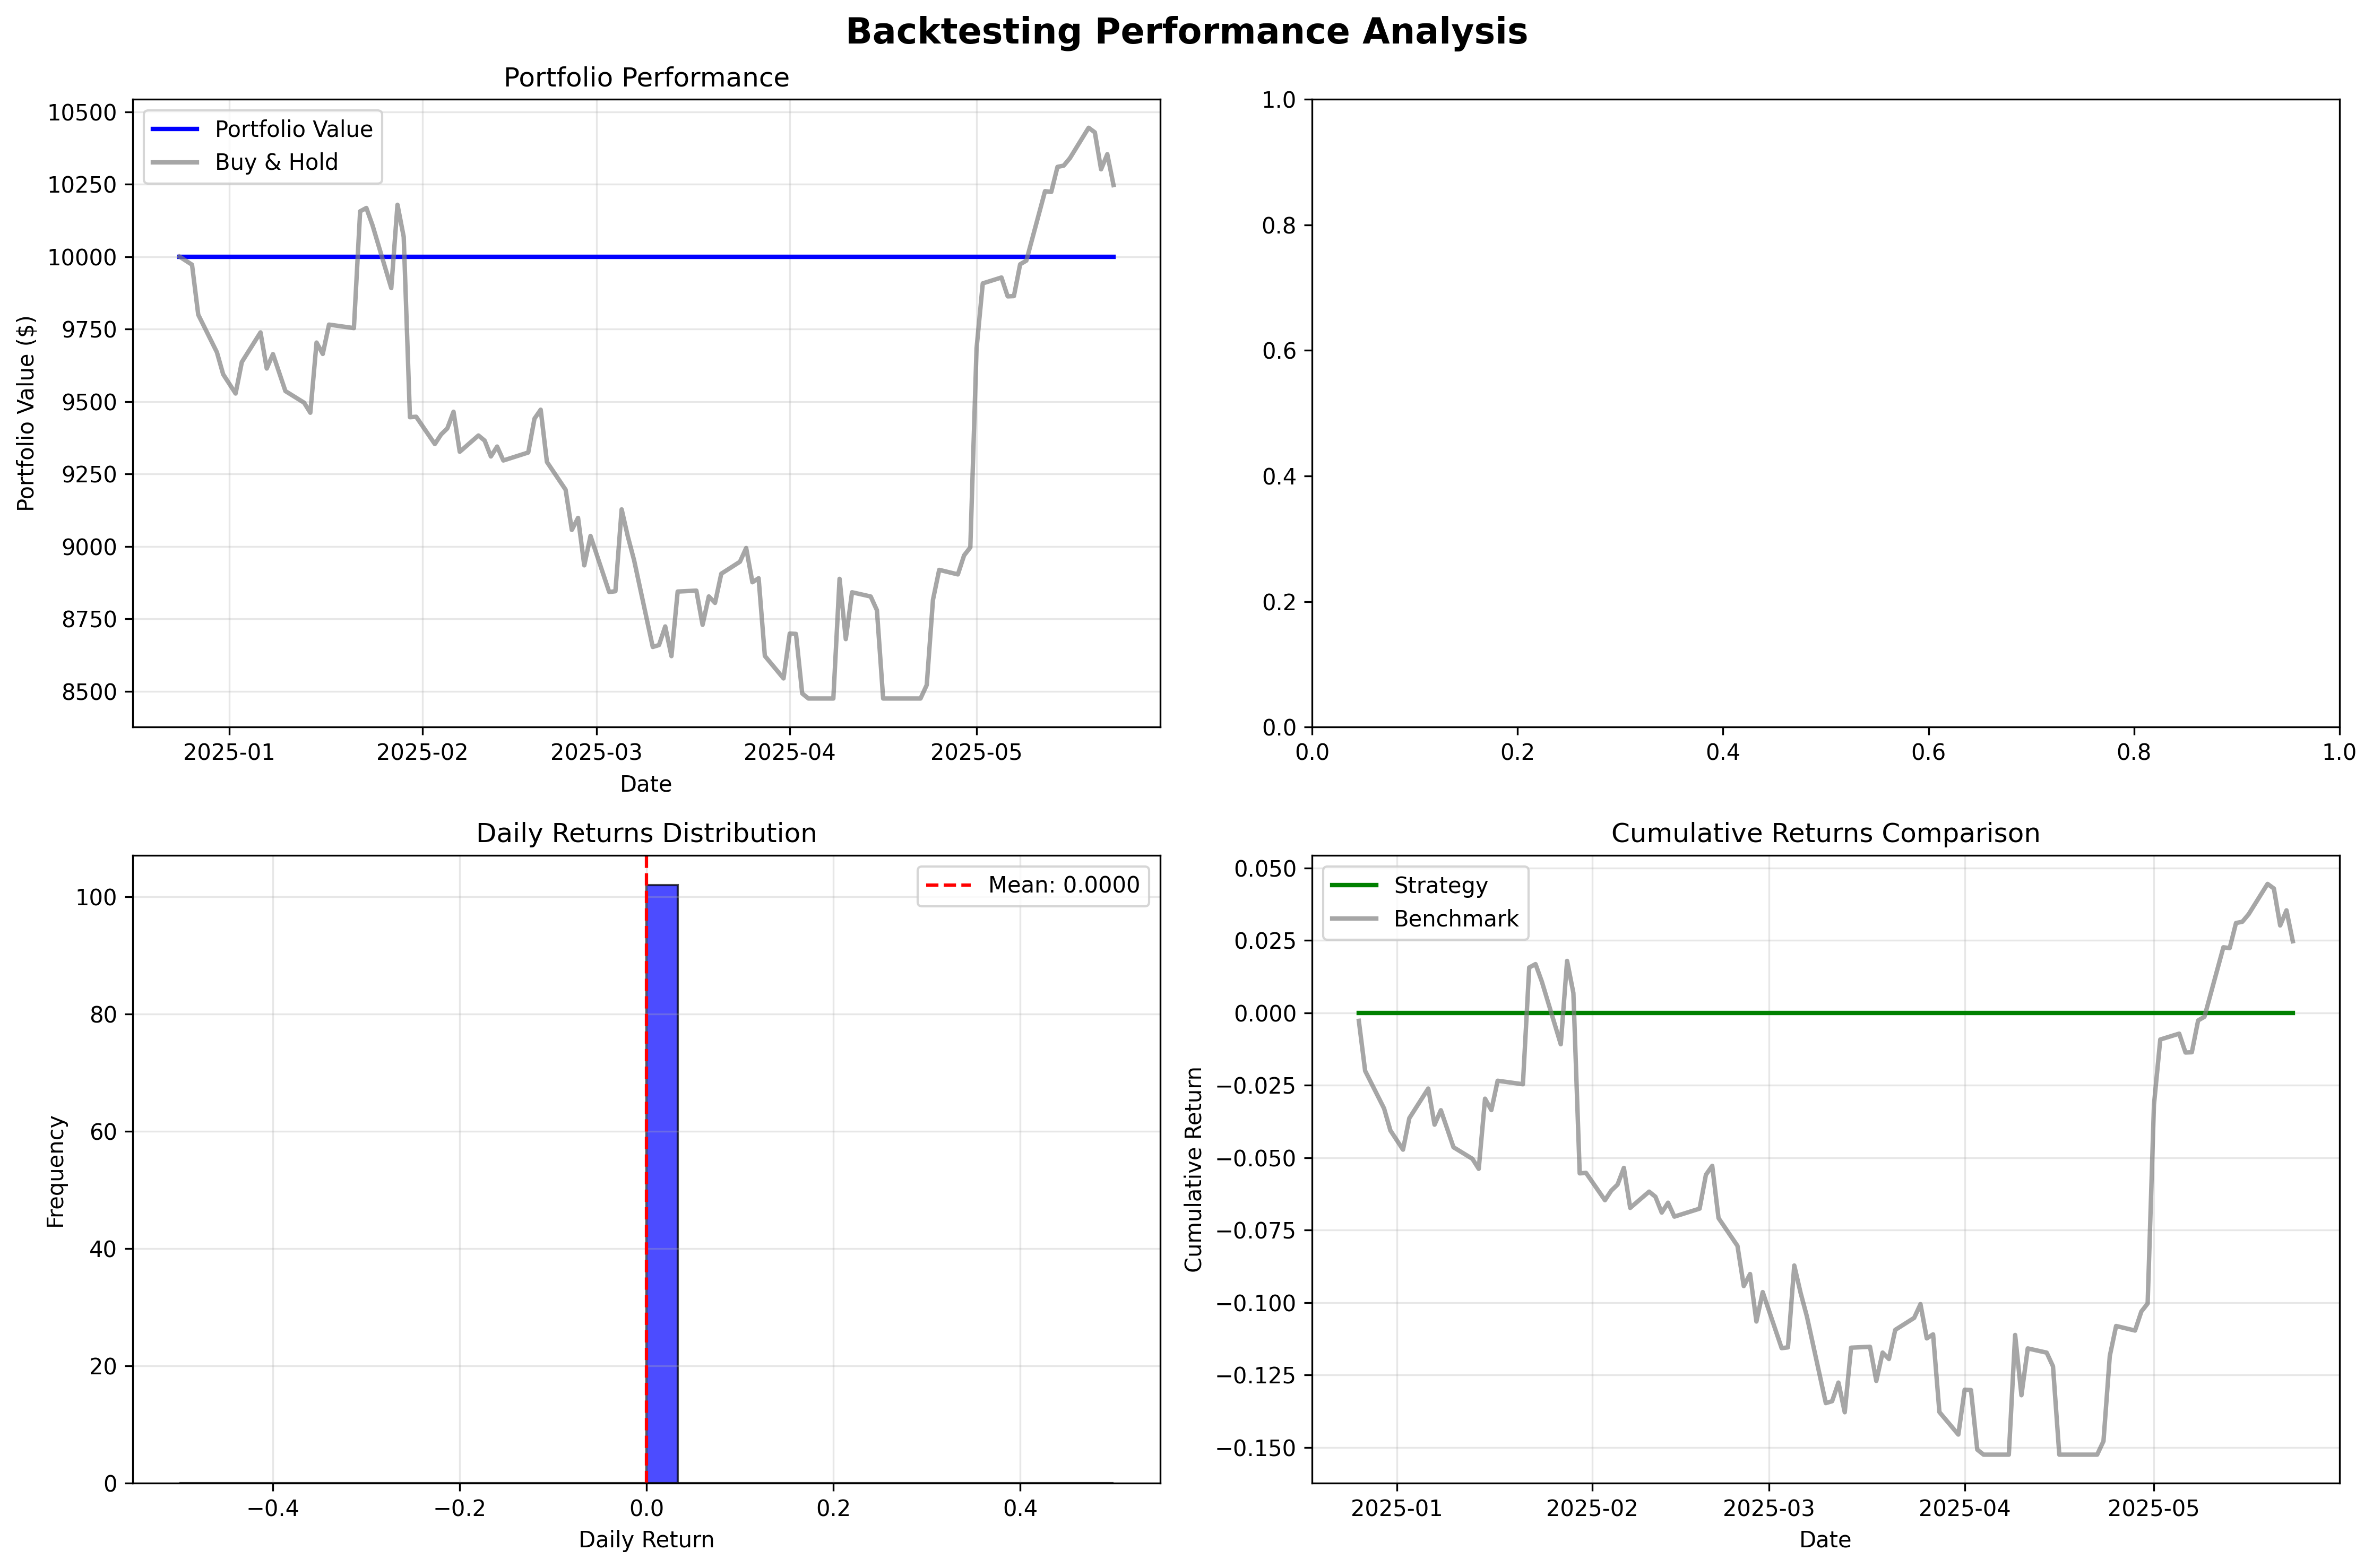 Backtesting Performance Analysis
Portfolio Performance
Portfolio Value
Buy & Hold
Portfolio Value ($)
10500
10250
10000
9750
9500
9250
9000
8750
8500
2025-01 2025-02 2025-03 2025-04 2025-05
Date
1.0
0.8
0.6
0.4
0.2
0.0
0.0 0.2 0.4 0.6 0.8 1.0
Daily Returns Distribution
Mean: 0.0000
Frequency
100
80
60
40
20
0
−0.4 −0.2 0.0 0.2 0.4
Daily Return
Cumulative Returns Comparison
Strategy
Benchmark
Cumulative Return
0.050
0.025
0.000
−0.025
−0.050
−0.075
−0.100
−0.125
−0.150
2025-01 2025-02 2025-03 2025-04 2025-05
Date